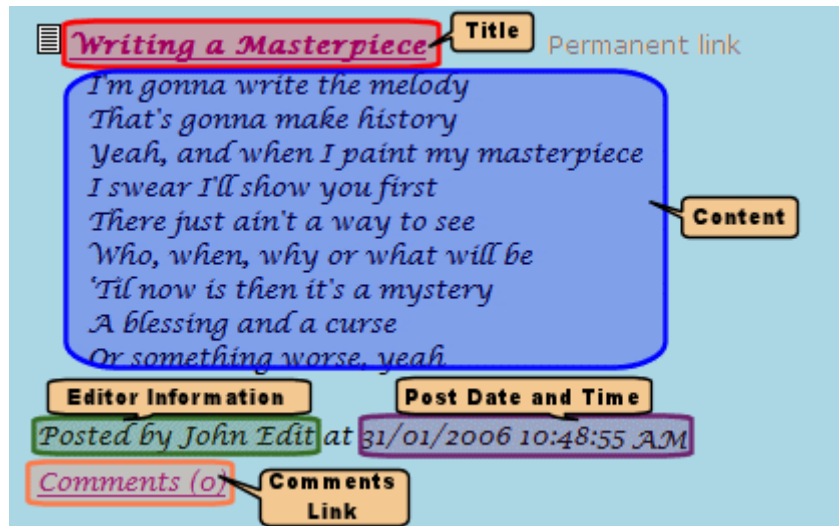 Writing a Masterpiece Title Permanent link
I'm gonna write the melody
That's gonna make history
Yeah, and when I paint my masterpiece
I swear I'll show you first
There just ain't a way to see
Content
Who, when, why or what will be
'Til now is then it's a mystery
A blessing and a curse
Or something worse, yeah
Editor Information Post Date and Time
Posted by John Edit at 31/01/2006 10:48:55 AM
Comments (0)
Comments
Link